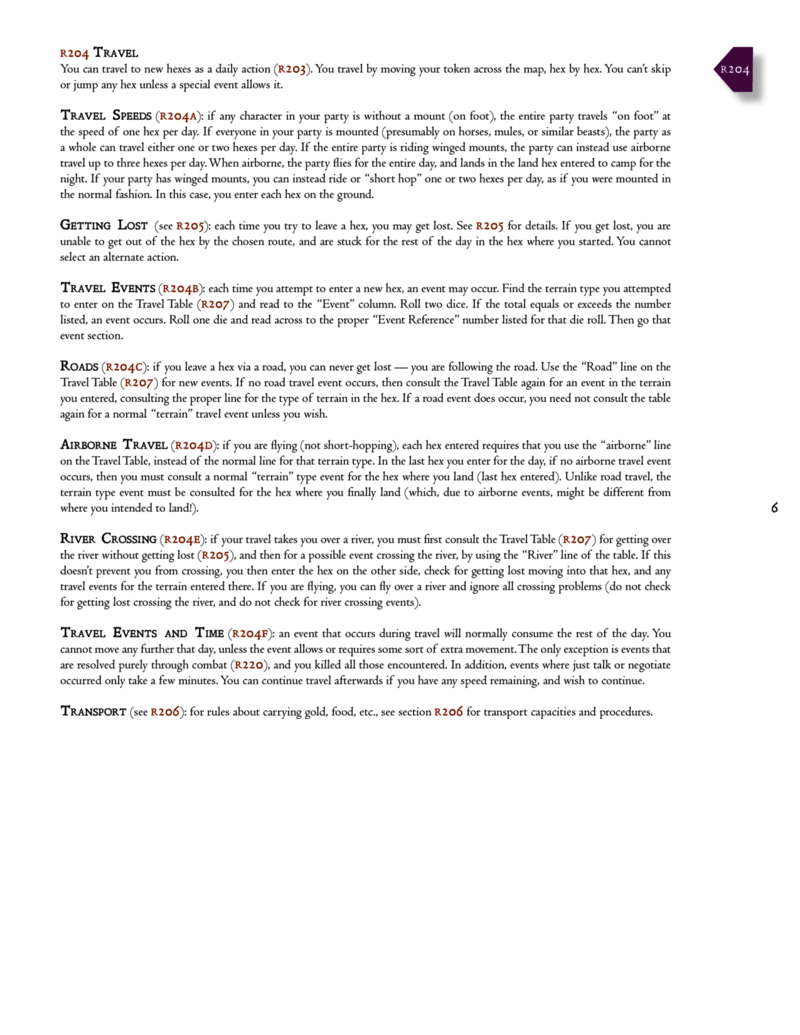 R204 Travel
You can travel to new hexes as a daily action (R203). You travel by moving your token across the map, hex by hex. You can't skip
or jump any hex unless a special event allows it.
R204
Travel Speeds (R204A): if any character in your party is without a mount (on foot), the entire party travels "on foot" at
the speed of one hex per day. If everyone in your party is mounted (presumably on horses, mules, or similar beasts), the party as
a whole can travel either one or two hexes per day. If the entire party is riding winged mounts, the party can instead use airborne
travel up to three hexes per day. When airborne, the party flies for the entire day, and lands in the land hex entered to camp for the
night. If your party has winged mounts, you can instead ride or "short hop" one or two hexes per day, as if you were mounted in
the normal fashion. In this case, you enter each hex on the ground.
Getting Lost (see R205): each time you try to leave a hex, you may get lost. See R205 for details. If you get lost, you are
unable to get out of the hex by the chosen route, and are stuck for the rest of the day in the hex where you started. You cannot
select an alternate action.
Travel Events (R204B): each time you attempt to enter a new hex, an event may occur. Find the terrain type you attempted
to enter on the Travel Table (R207) and read to the "Event" column. Roll two dice. If the total equals or exceeds the number
listed, an event occurs. Roll one die and read across to the proper "Event Reference" number listed for that die roll. Then go that
event section.
Roads (R204C): if you leave a hex via a road, you can never get lost — you are following the road. Use the "Road" line on the
Travel Table (R207) for new events. If no road travel event occurs, then consult the Travel Table again for an event in the terrain
you entered, consulting the proper line for the type of terrain in the hex. If a road event does occur, you need not consult the table
again for a normal "terrain" travel event unless you wish.
Airborne Travel (R204D): if you are flying (not short-hopping), each hex entered requires that you use the "airborne" line
on the Travel Table, instead of the normal line for that terrain type. In the last hex you enter for the day, if no airborne travel event
occurs, then you must consult a normal "terrain" type event for the hex where you land (last hex entered). Unlike road travel, the
terrain type event must be consulted for the hex where you finally land (which, due to airborne events, might be different from
where you intended to land!).
6
River Crossing (R204E): if your travel takes you over a river, you must first consult the Travel Table (R207) for getting over
the river without getting lost (R205), and then for a possible event crossing the river, by using the "River" line of the table. If this
doesn't prevent you from crossing, you then enter the hex on the other side, check for getting lost moving into that hex, and any
travel events for the terrain entered there. If you are flying, you can fly over a river and ignore all crossing problems (do not check
for getting lost crossing the river, and do not check for river crossing events).
Travel Events and Time (R204F): an event that occurs during travel will normally consume the rest of the day. You
cannot move any further that day, unless the event allows or requires some sort of extra movement. The only exception is events that
are resolved purely through combat (R220), and you killed all those encountered. In addition, events where just talk or negotiate
occurred only take a few minutes. You can continue travel afterwards if you have any speed remaining, and wish to continue.
Transport (see R206): for rules about carrying gold, food, etc., see section R206 for transport capacities and procedures.